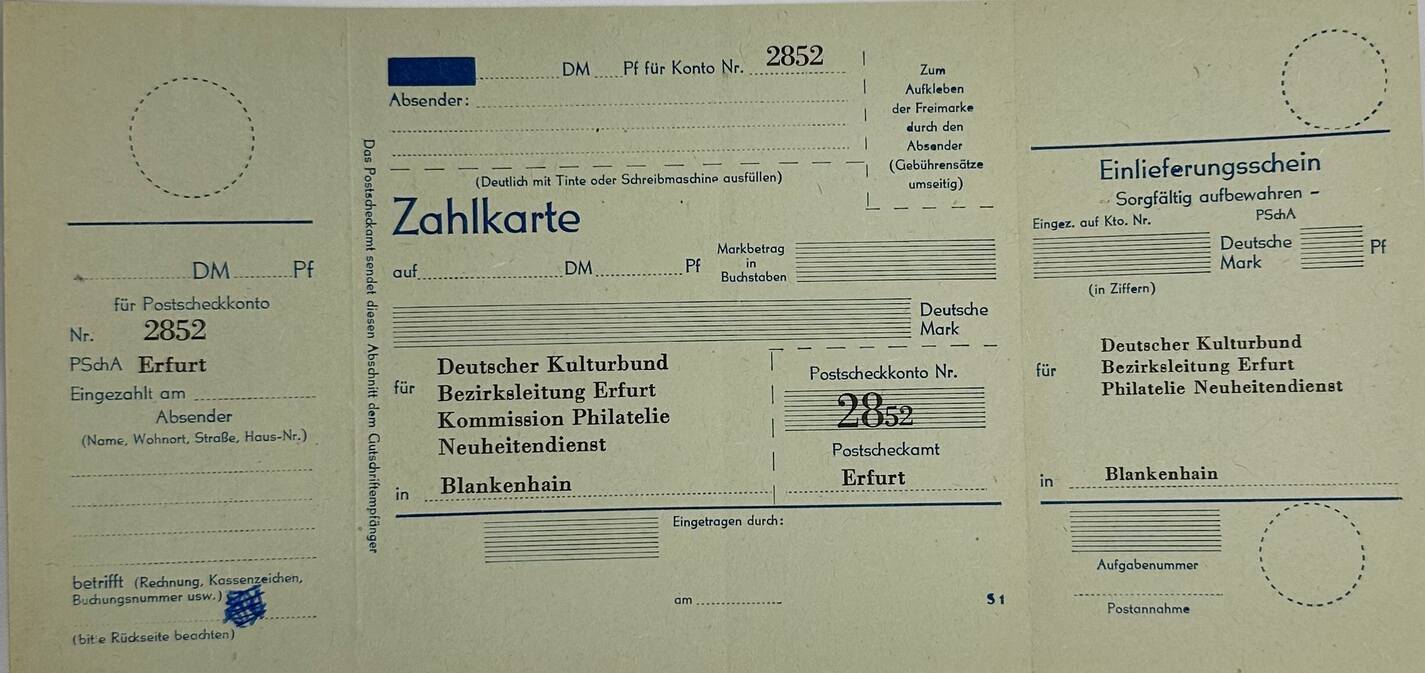 DM Pf
für Postscheckkonto
Nr. 2852
PSchA Erfurt
Eingezahlt am
Absender
(Name, Wohnort, Straße, Haus-Nr.)
betrifft (Rechnung, Kassenzeichen,
Buchungsnummer usw.)
(bitte Rückseite beachten)
Das Postscheckamt sendet diesen Abschnitt dem Gutschriftempfänger
DM Pf für Konto Nr. 2852
Absender:
(Deutlich mit Tinte oder Schreibmaschine ausfüllen)
Zum
Aufkleben
der Freimarke
durch den
Absender
(Gebührensätze
umseitig)
Zahlkarte
auf DM Pf
Markbetrag
in
Buchstaben
Deutsche
Mark
für Deutscher Kulturbund
Bezirksleitung Erfurt
Kommission Philatelie
Neuheitendienst
in Blankenhain
Postscheckkonto Nr.
2852
Postscheckamt
Erfurt
Eingetragen durch:
am
S 1
Einlieferungsschein
Sorgfältig aufbewahren –
Eingez. auf Kto. Nr. PSchA
Deutsche
Mark
Pf
(in Ziffern)
für Deutscher Kulturbund
Bezirksleitung Erfurt
Philatelie Neuheitendienst
in Blankenhain
Aufgabenummer
Postannahme